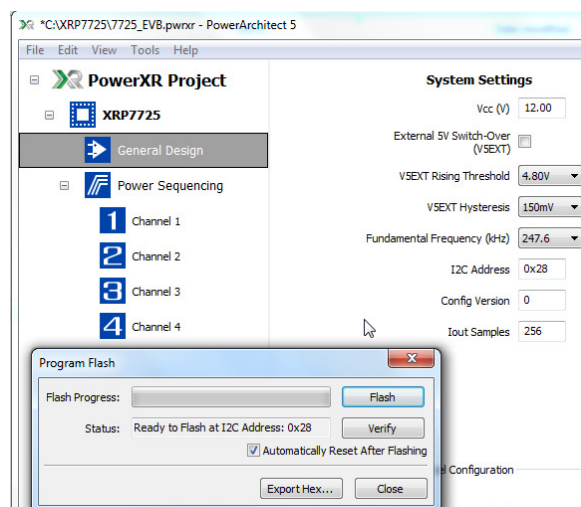 *C:\XRP7725\7725_EVB.pwrxr - PowerArchitect 5
File Edit View Tools Help
PowerXR Project
XRP7725
General Design
Power Sequencing
1 Channel 1
2 Channel 2
3 Channel 3
4 Channel 4
System Settings
Vcc (V) 12.00
External 5V Switch-Over
(V5EXT)
V5EXT Rising Threshold 4.80V
V5EXT Hysteresis 150mV
Fundamental Frequency (kHz) 247.6
I2C Address 0x28
Config Version 0
Iout Samples 256
Program Flash
Flash Progress: Flash
Status: Ready to Flash at I2C Address: 0x28 Verify
Automatically Reset After Flashing
Export Hex... Close
Configuration